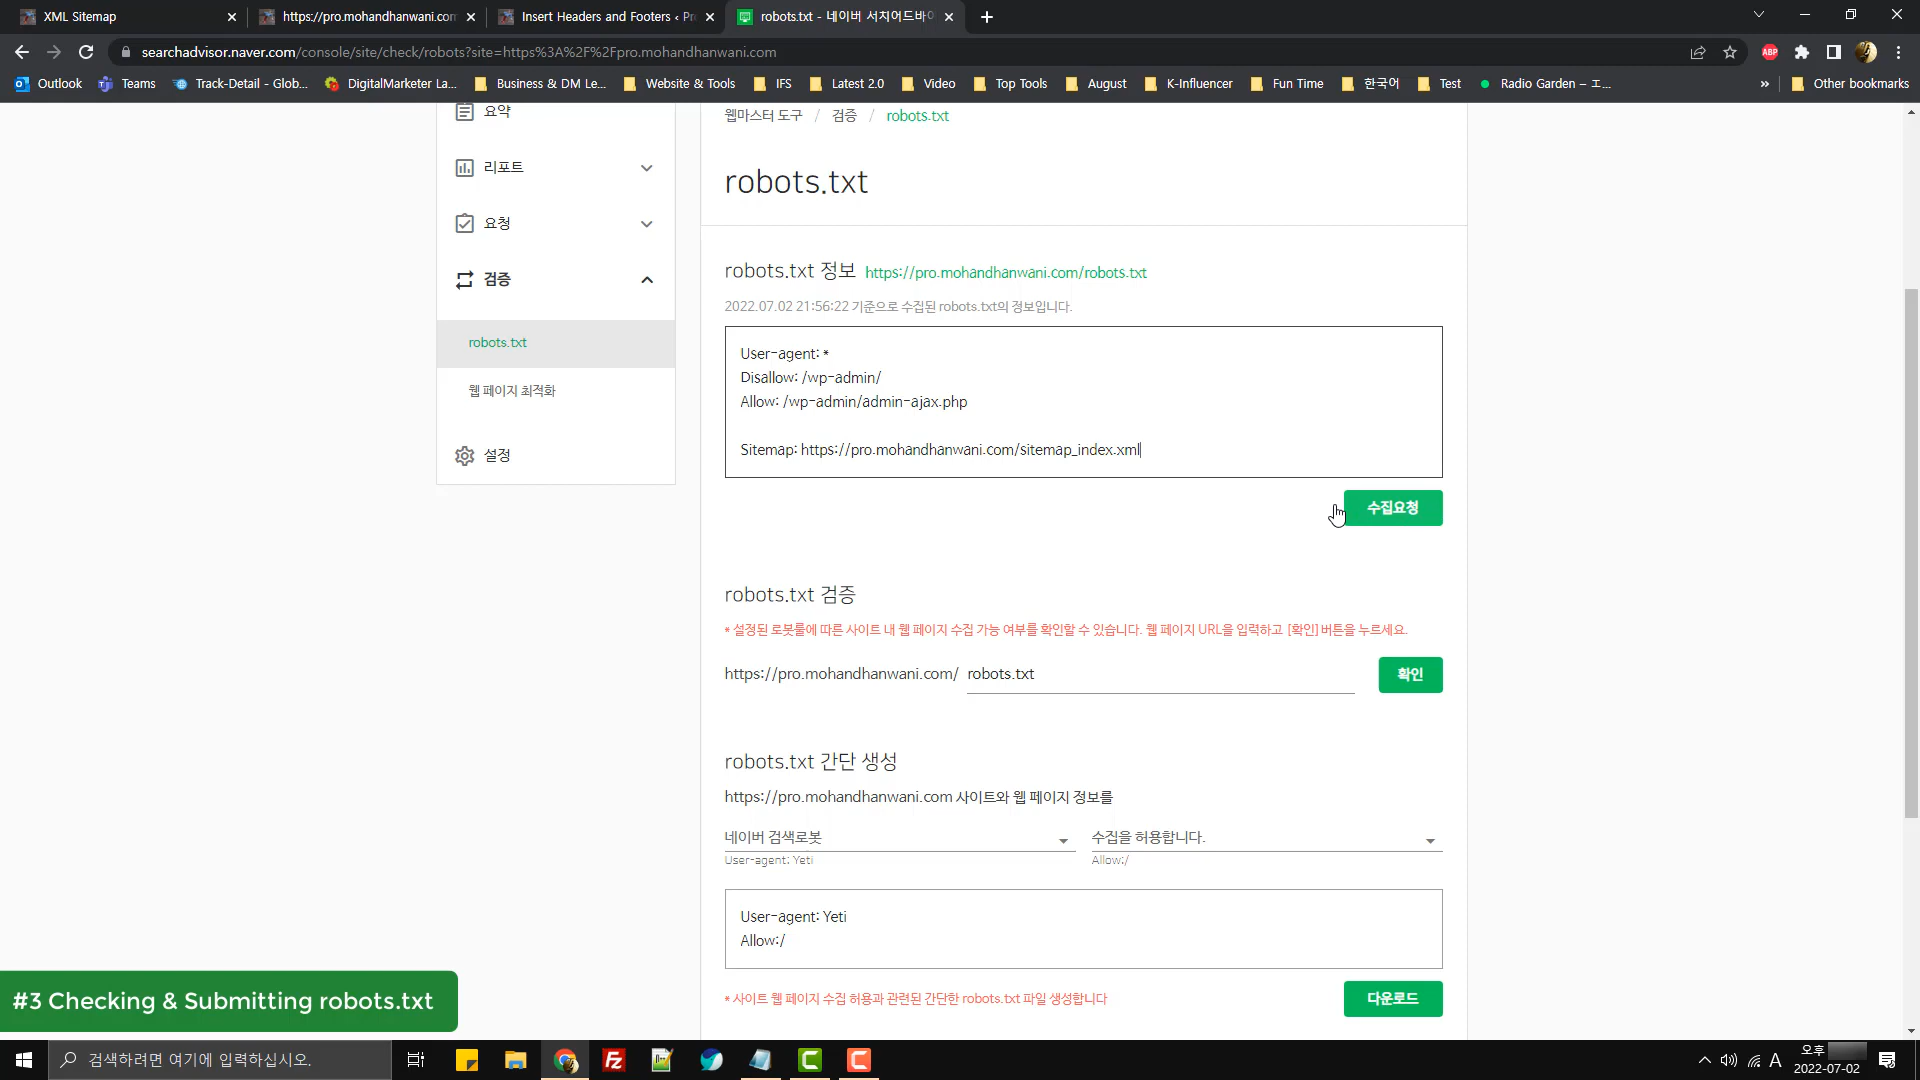 XML Sitemap
https://pro.mohandhanwani.com
Insert Headers and Footers ‹ Pr
robots.txt - 네이버 서치어드바이
searchadvisor.naver.com/console/site/check/robots?site=https%3A%2F%2Fpro.mohandhanwani.com
ABP
Outlook
Teams
Track-Detail - Glob...
DigitalMarketer La...
Business & DM Le...
Website & Tools
IFS
Latest 2.0
Video
Top Tools
August
K-Influencer
Fun Time
한국어
Test
Radio Garden – エ...
»
Other bookmarks
요약
리포트
요청
검증
robots.txt
웹 페이지 최적화
설정
웹마스터 도구 / 검증 / robots.txt
robots.txt
robots.txt 정보 https://pro.mohandhanwani.com/robots.txt
2022.07.02 21:56:22 기준으로 수집된 robots.txt의 정보입니다.
User-agent: *
Disallow: /wp-admin/
Allow: /wp-admin/admin-ajax.php
Sitemap: https://pro.mohandhanwani.com/sitemap_index.xml
수집요청
robots.txt 검증
* 설정된 로봇룰에 따른 사이트 내 웹 페이지 수집 가능 여부를 확인할 수 있습니다. 웹 페이지 URL을 입력하고 [확인] 버튼을 누르세요.
https://pro.mohandhanwani.com/ robots.txt
확인
robots.txt 간단 생성
https://pro.mohandhanwani.com 사이트와 웹 페이지 정보를
네이버 검색로봇
수집을 허용합니다.
User-agent: Yeti
Allow:/
User-agent: Yeti
Allow:/
* 사이트 웹 페이지 수집 허용과 관련된 간단한 robots.txt 파일 생성합니다
다운로드
#3 Checking & Submitting robots.txt
검색하려면 여기에 입력하십시오.
Fz
C
C
A
오후
2022-07-02